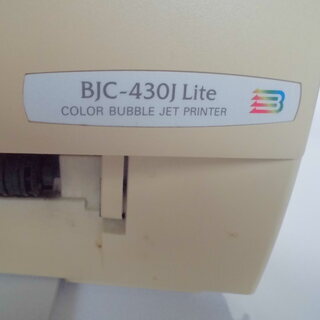 BJC-430J Lite
COLOR BUBBLE JET PRINTER